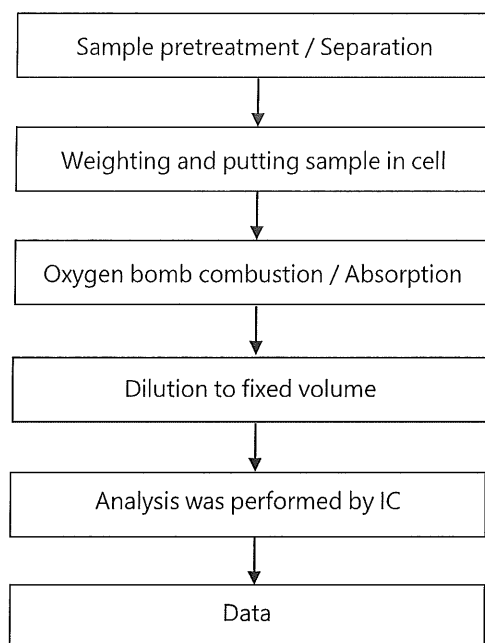 Sample pretreatment / Separation
Weighting and putting sample in cell
Oxygen bomb combustion / Absorption
Dilution to fixed volume
Analysis was performed by IC
Data